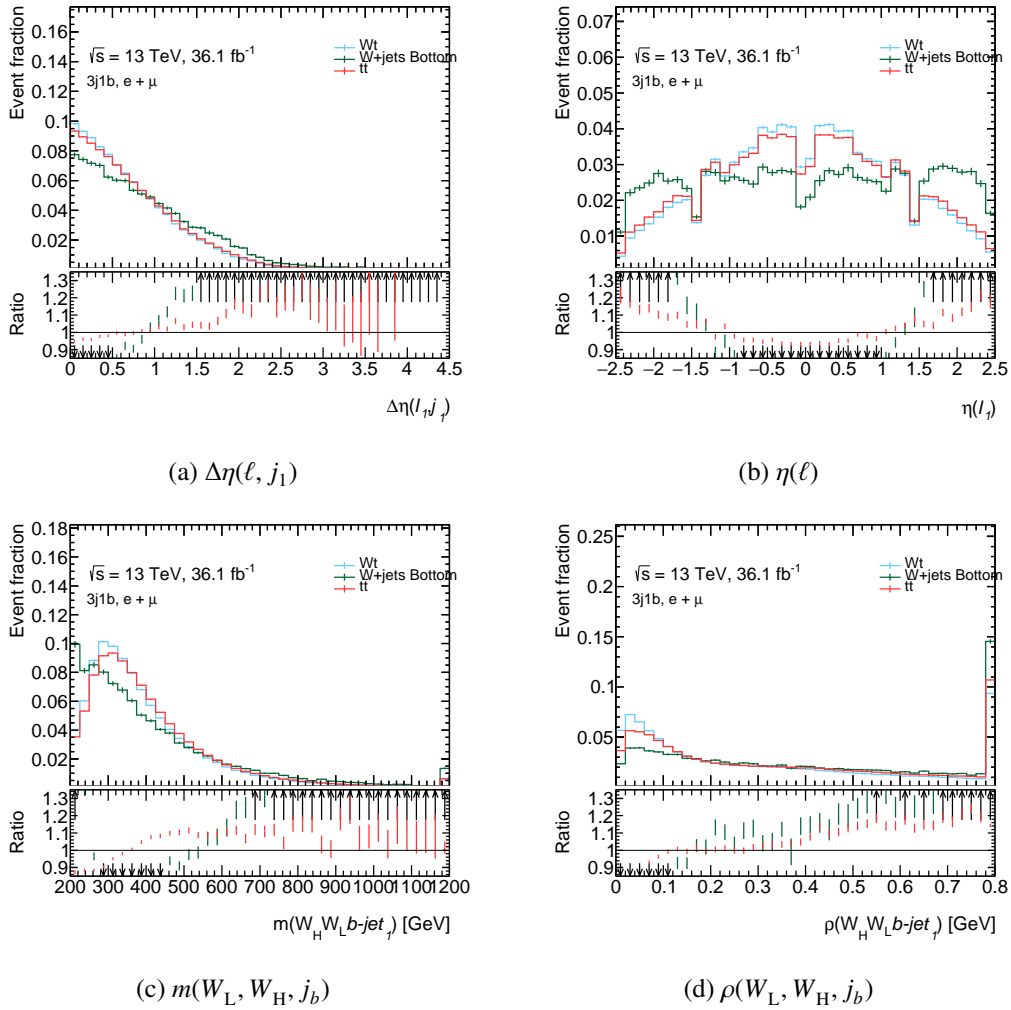 Event fraction
0.16
0.14
0.12
0.1
0.08
0.06
0.04
0.02
√s = 13 TeV, 36.1 fb⁻¹
3j1b, e + μ
Wt
W+jets Bottom
tt
Ratio
1.3
1.2
1.1
1
0.9
0 0.5 1 1.5 2 2.5 3 3.5 4 4.5
Δη(l₁,j₁)
(a) Δη(ℓ, j₁)
Event fraction
0.07
0.06
0.05
0.04
0.03
0.02
0.01
√s = 13 TeV, 36.1 fb⁻¹
3j1b, e + μ
Wt
W+jets Bottom
tt
Ratio
1.3
1.2
1.1
1
0.9
−2.5 −2 −1.5 −1 −0.5 0 0.5 1 1.5 2 2.5
η(l₁)
(b) η(ℓ)
Event fraction
0.18
0.16
0.14
0.12
0.1
0.08
0.06
0.04
0.02
√s = 13 TeV, 36.1 fb⁻¹
3j1b, e + μ
Wt
W+jets Bottom
tt
Ratio
1.3
1.2
1.1
1
0.9
200 300 400 500 600 700 800 900 1000 1100 1200
m(W_H W_L b-jet₁) [GeV]
(c) m(W_L, W_H, j_b)
Event fraction
0.25
0.2
0.15
0.1
0.05
√s = 13 TeV, 36.1 fb⁻¹
3j1b, e + μ
Wt
W+jets Bottom
tt
Ratio
1.3
1.2
1.1
1
0.9
0 0.1 0.2 0.3 0.4 0.5 0.6 0.7 0.8
ρ(W_H W_L b-jet₁) [GeV]
(d) ρ(W_L, W_H, j_b)